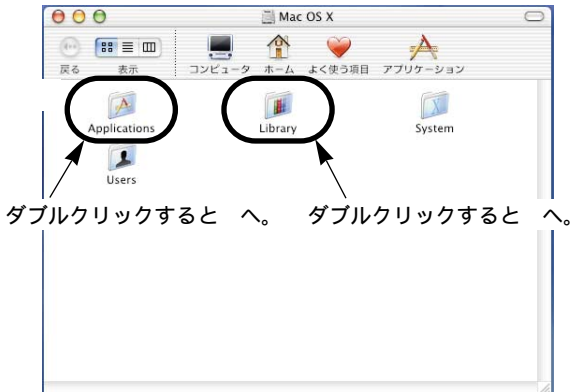 Mac OS X
戻る 表示 コンピュータ ホーム よく使う項目 アプリケーション
Applications Library System
Users
ダブルクリックすると へ。 ダブルクリックすると へ。